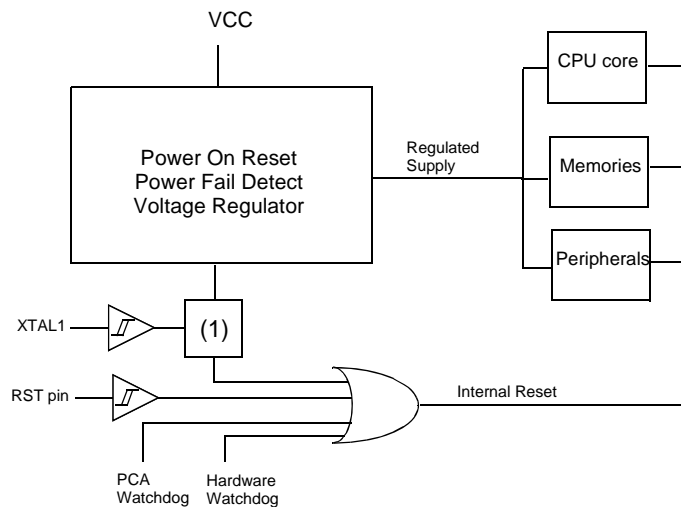 VCC
CPU core
Power On Reset
Power Fail Detect
Voltage Regulator
Regulated
Supply
Memories
Peripherals
XTAL1
(1)
RST pin
Internal Reset
PCA
Watchdog
Hardware
Watchdog